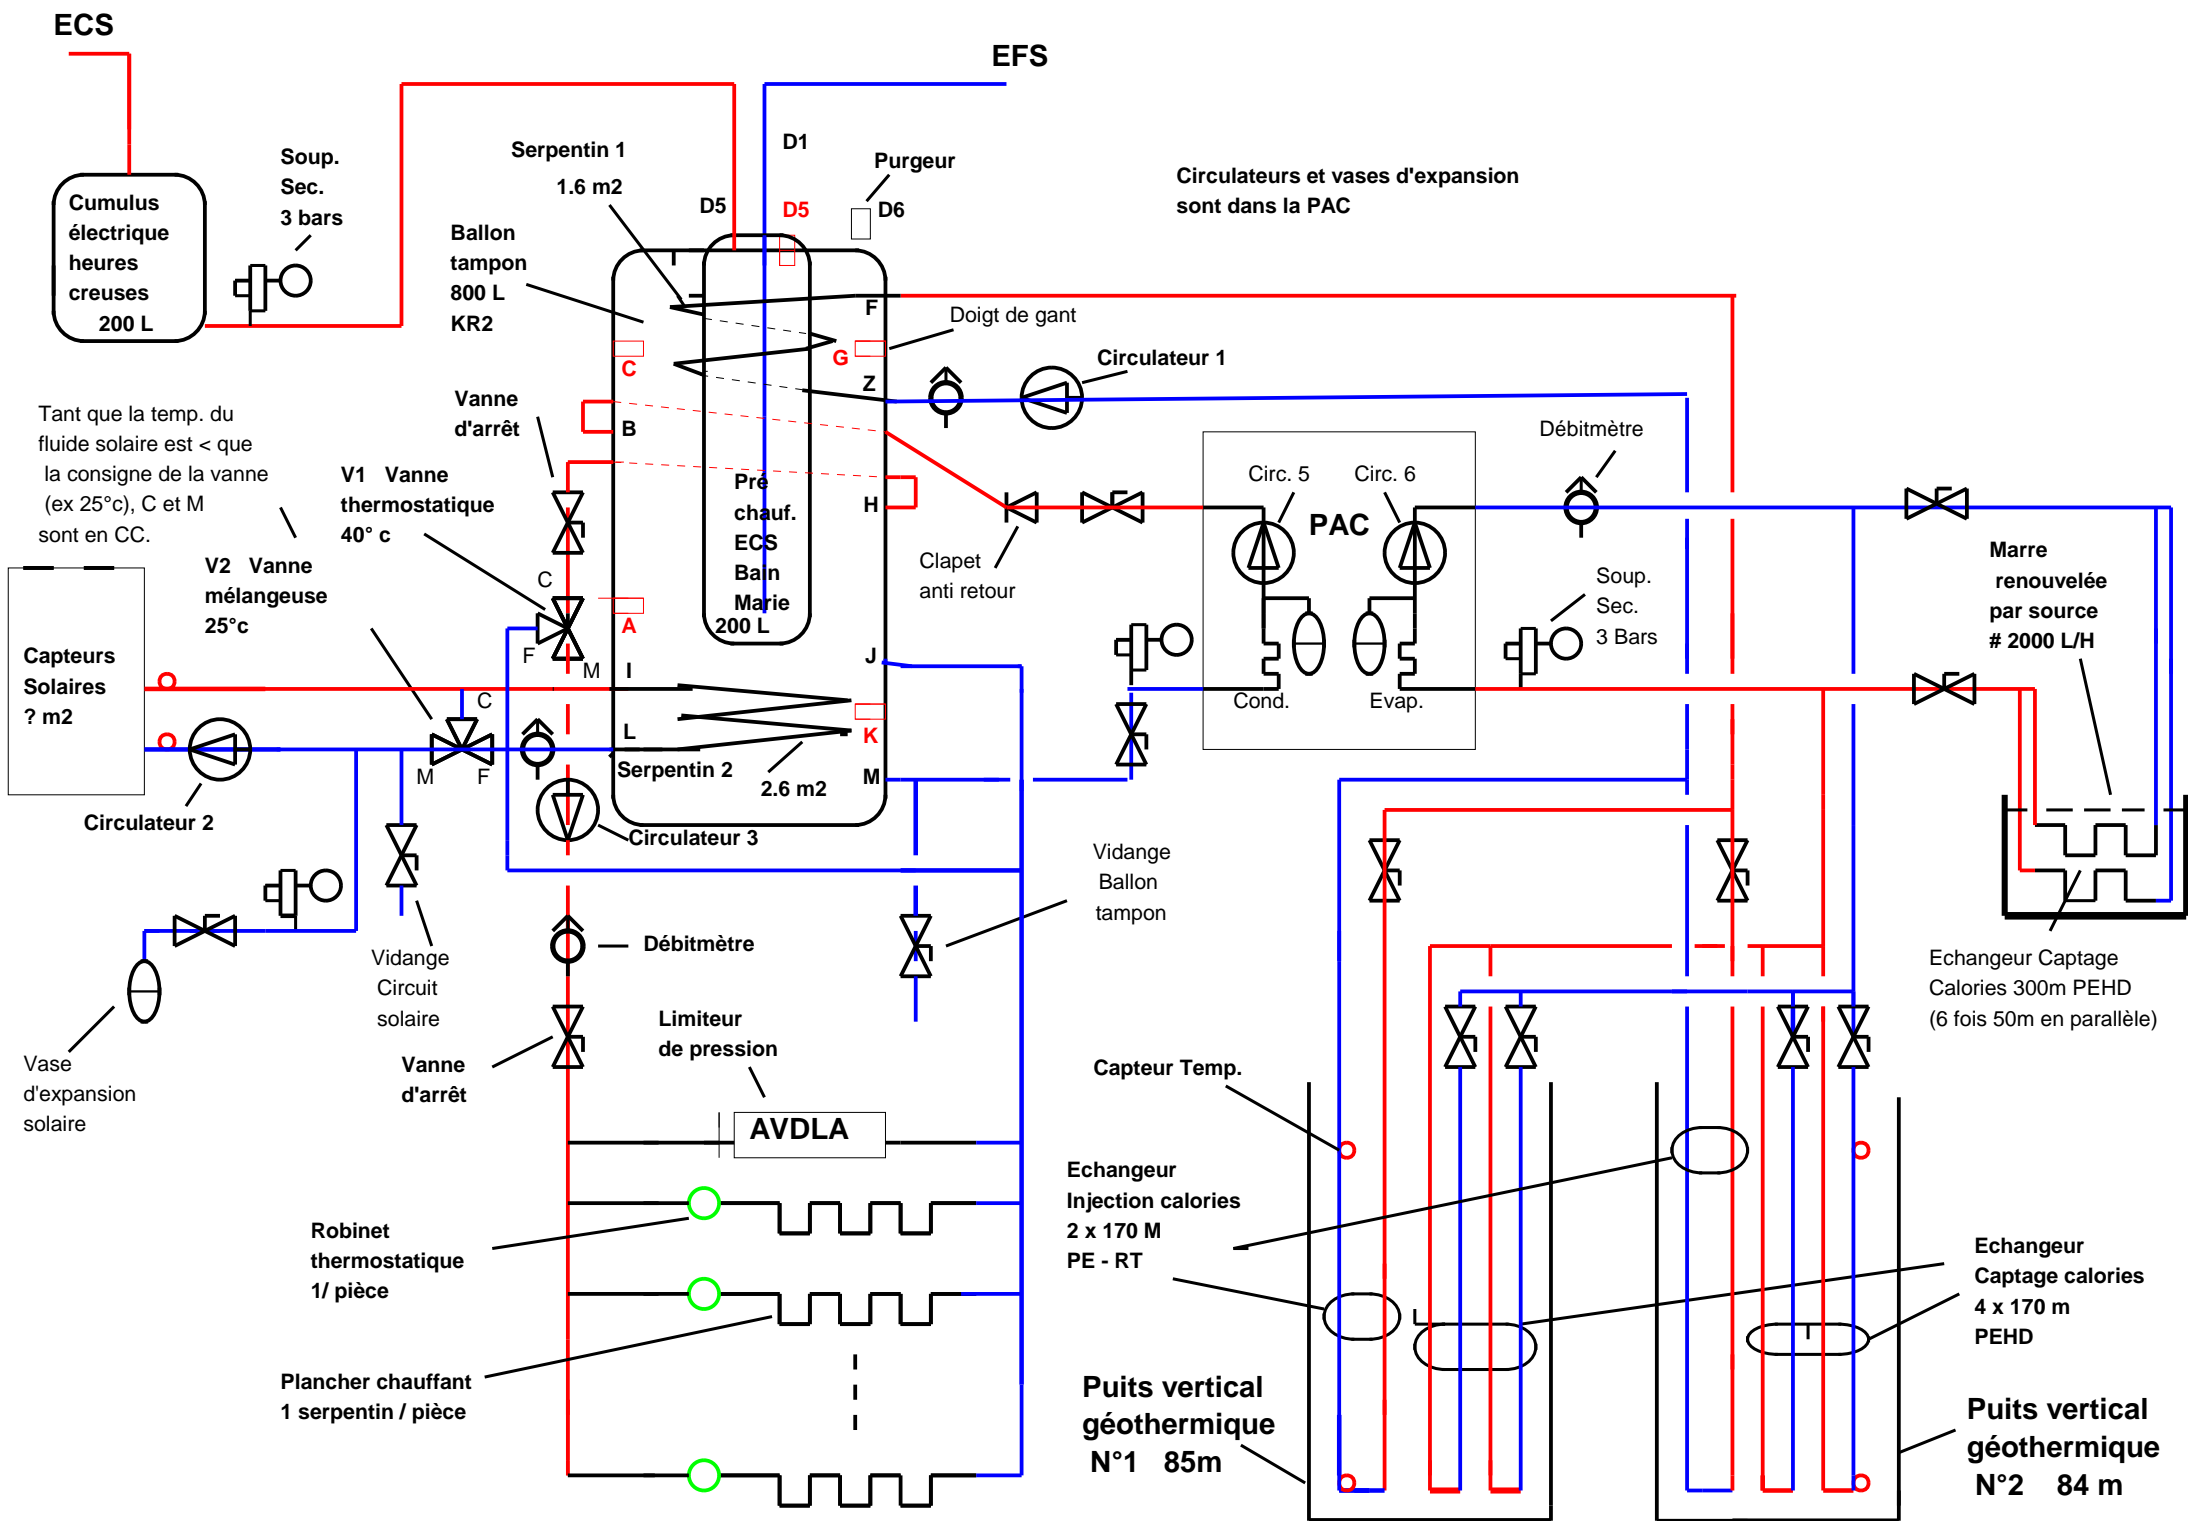 ECS
EFS
Soup.
Sec.
3 bars
Cumulus
électrique
heures
creuses
200 L
Serpentin 1
1.6 m2
D1
Purgeur
D5
D5
D6
Circulateurs et vases d'expansion
sont dans la PAC
Ballon
tampon
800 L
KR2
F
Doigt de gant
C
G
Z
Circulateur 1
Vanne
d'arrêt
B
Tant que la temp. du
fluide solaire est < que
la consigne de la vanne
(ex 25°c), C et M
sont en CC.
V1 Vanne
thermostatique
40° c
V2 Vanne
mélangeuse
25°c
Pré
chauf.
ECS
Bain
Marie
200 L
H
Circ. 5
Circ. 6
PAC
Débitmètre
Clapet
anti retour
Marre
renouvelée
par source
# 2000 L/H
Soup.
Sec.
3 Bars
C
F
M
A
I
J
Capteurs
Solaires
? m2
C
M
F
L
K
Serpentin 2
2.6 m2
M
Cond.
Evap.
Circulateur 2
Circulateur 3
Vidange
Ballon
tampon
Débitmètre
Vidange
Circuit
solaire
Echangeur Captage
Calories 300m PEHD
(6 fois 50m en parallèle)
Vase
d'expansion
solaire
Vanne
d'arrêt
Limiteur
de pression
AVDLA
Capteur Temp.
Echangeur
Injection calories
2 x 170 M
PE - RT
Robinet
thermostatique
1/ pièce
Echangeur
Captage calories
4 x 170 m
PEHD
Plancher chauffant
1 serpentin / pièce
Puits vertical
géothermique
N°1 85m
Puits vertical
géothermique
N°2 84 m